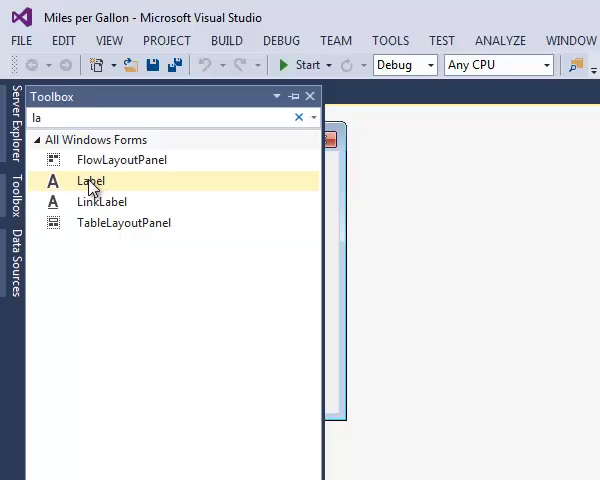 Miles per Gallon - Microsoft Visual Studio
FILE EDIT VIEW PROJECT BUILD DEBUG TEAM TOOLS TEST ANALYZE WINDOW
Start Debug Any CPU
Server Explorer
Toolbox
Data Sources
Toolbox
la
All Windows Forms
FlowLayoutPanel
Label
LinkLabel
TableLayoutPanel